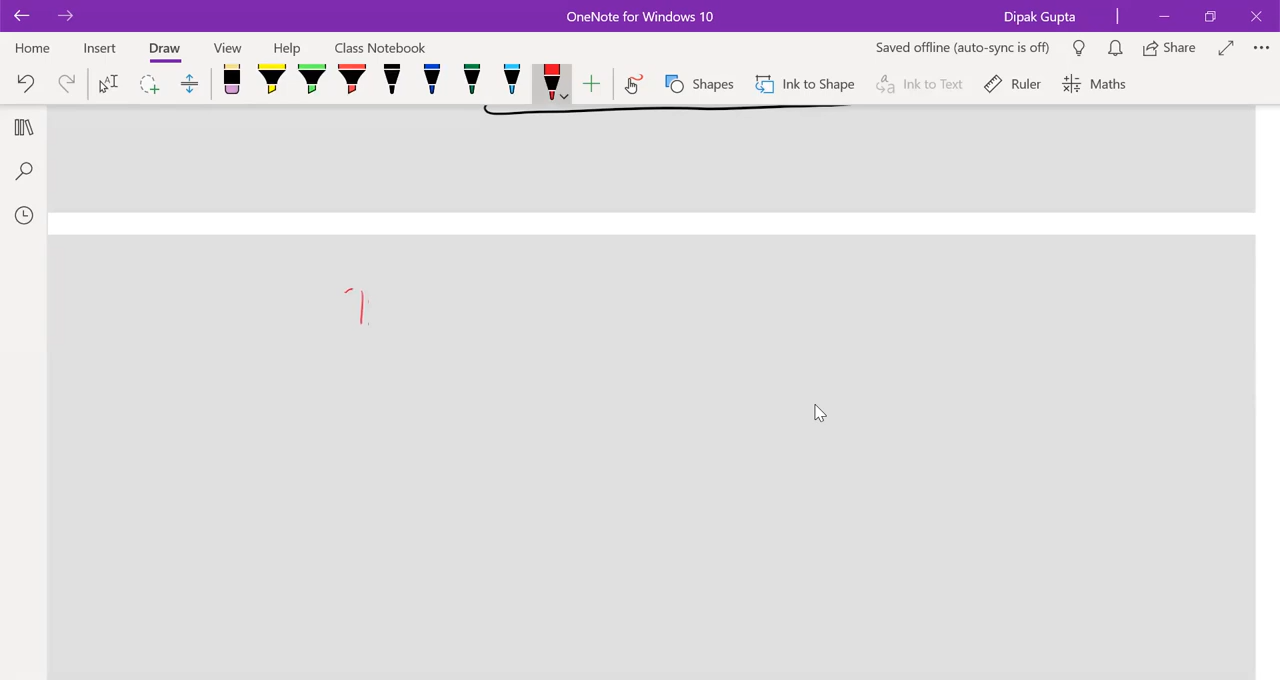 OneNote for Windows 10
Dipak Gupta
Home Insert Draw View Help Class Notebook
Saved offline (auto-sync is off)
Share
Shapes Ink to Shape Ink to Text Ruler Maths